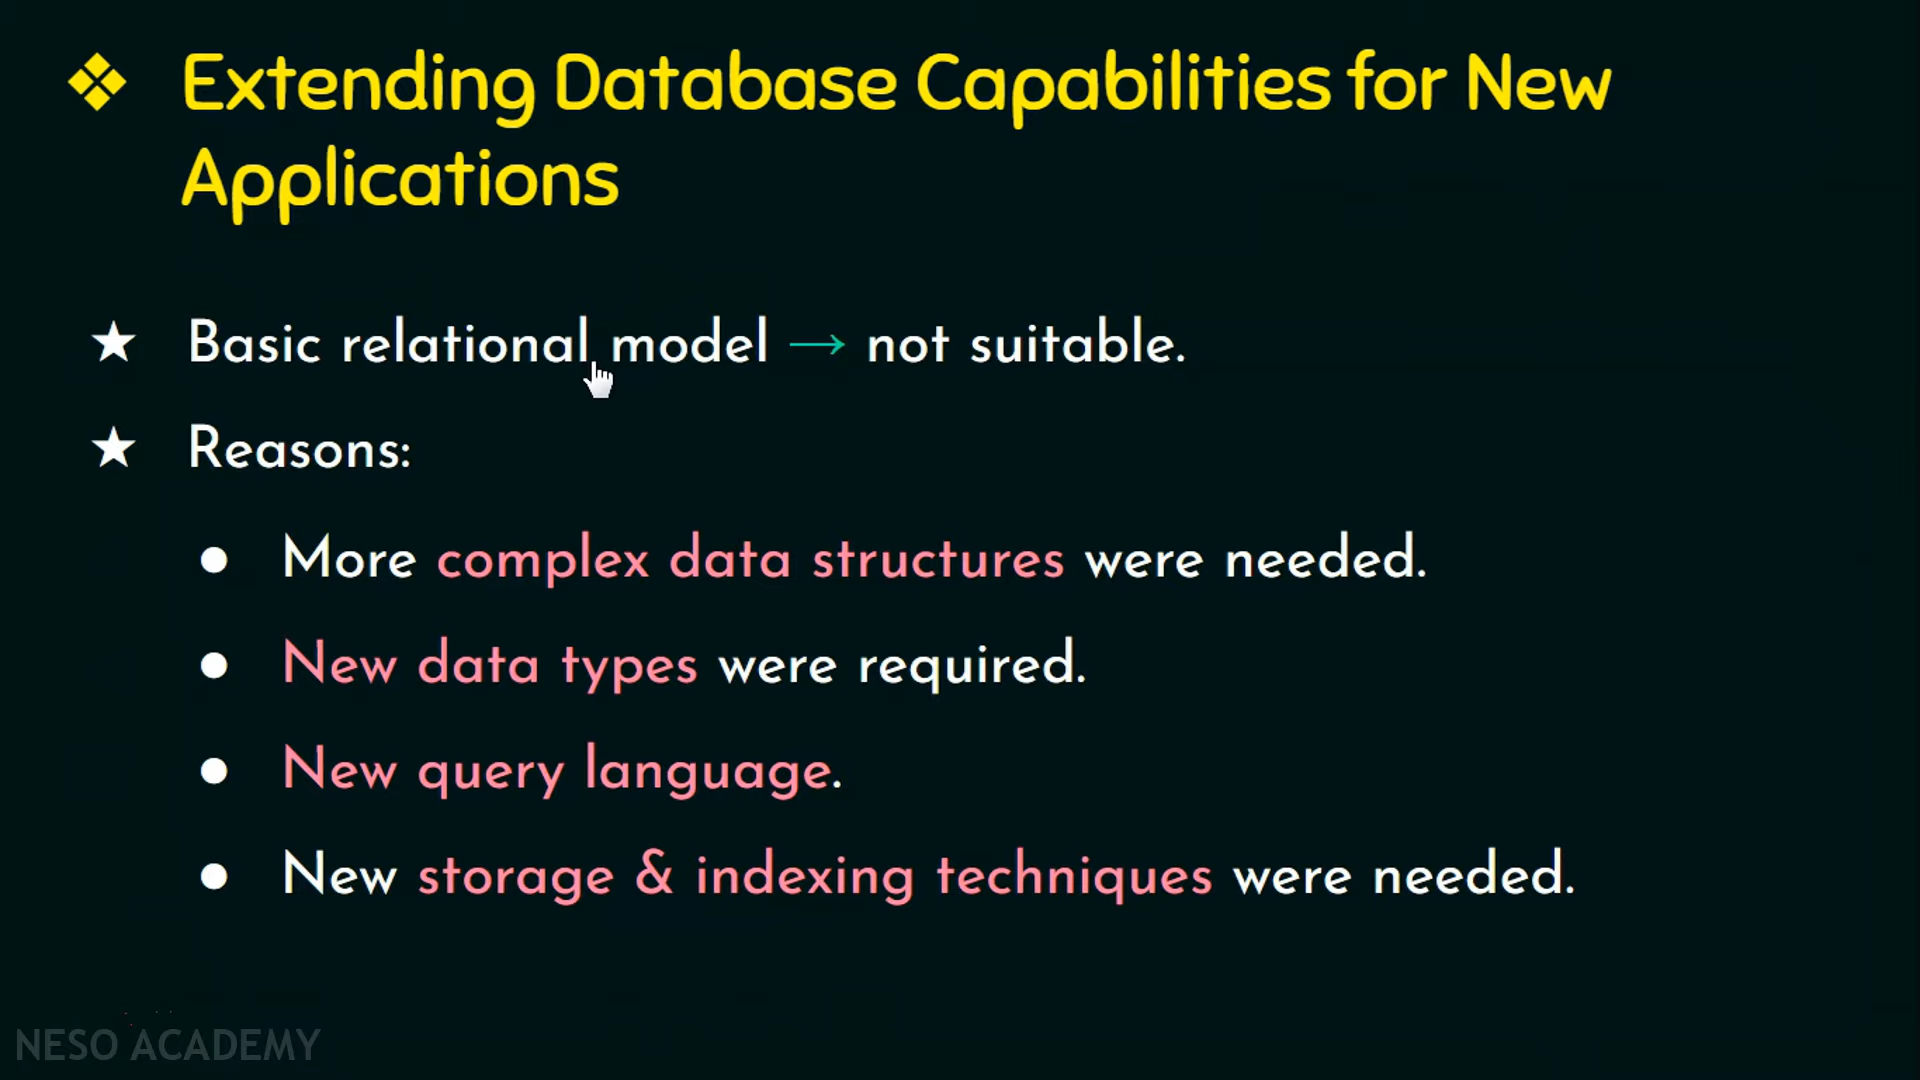 ❖ Extending Database Capabilities for New
Applications
★ Basic relational model → not suitable.
★ Reasons:
● More complex data structures were needed.
● New data types were required.
● New query language.
● New storage & indexing techniques were needed.
NESO ACADEMY